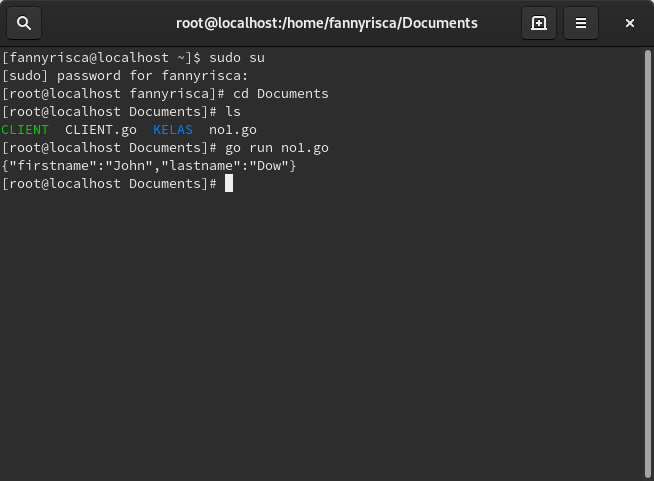 root@localhost:/home/fannyrisca/Documents
[fannyrisca@localhost ~]$ sudo su
[sudo] password for fannyrisca:
[root@localhost fannyrisca]# cd Documents
[root@localhost Documents]# ls
CLIENT  CLIENT.go  KELAS  no1.go
[root@localhost Documents]# go run no1.go
{"firstname":"John","lastname":"Dow"}
[root@localhost Documents]#